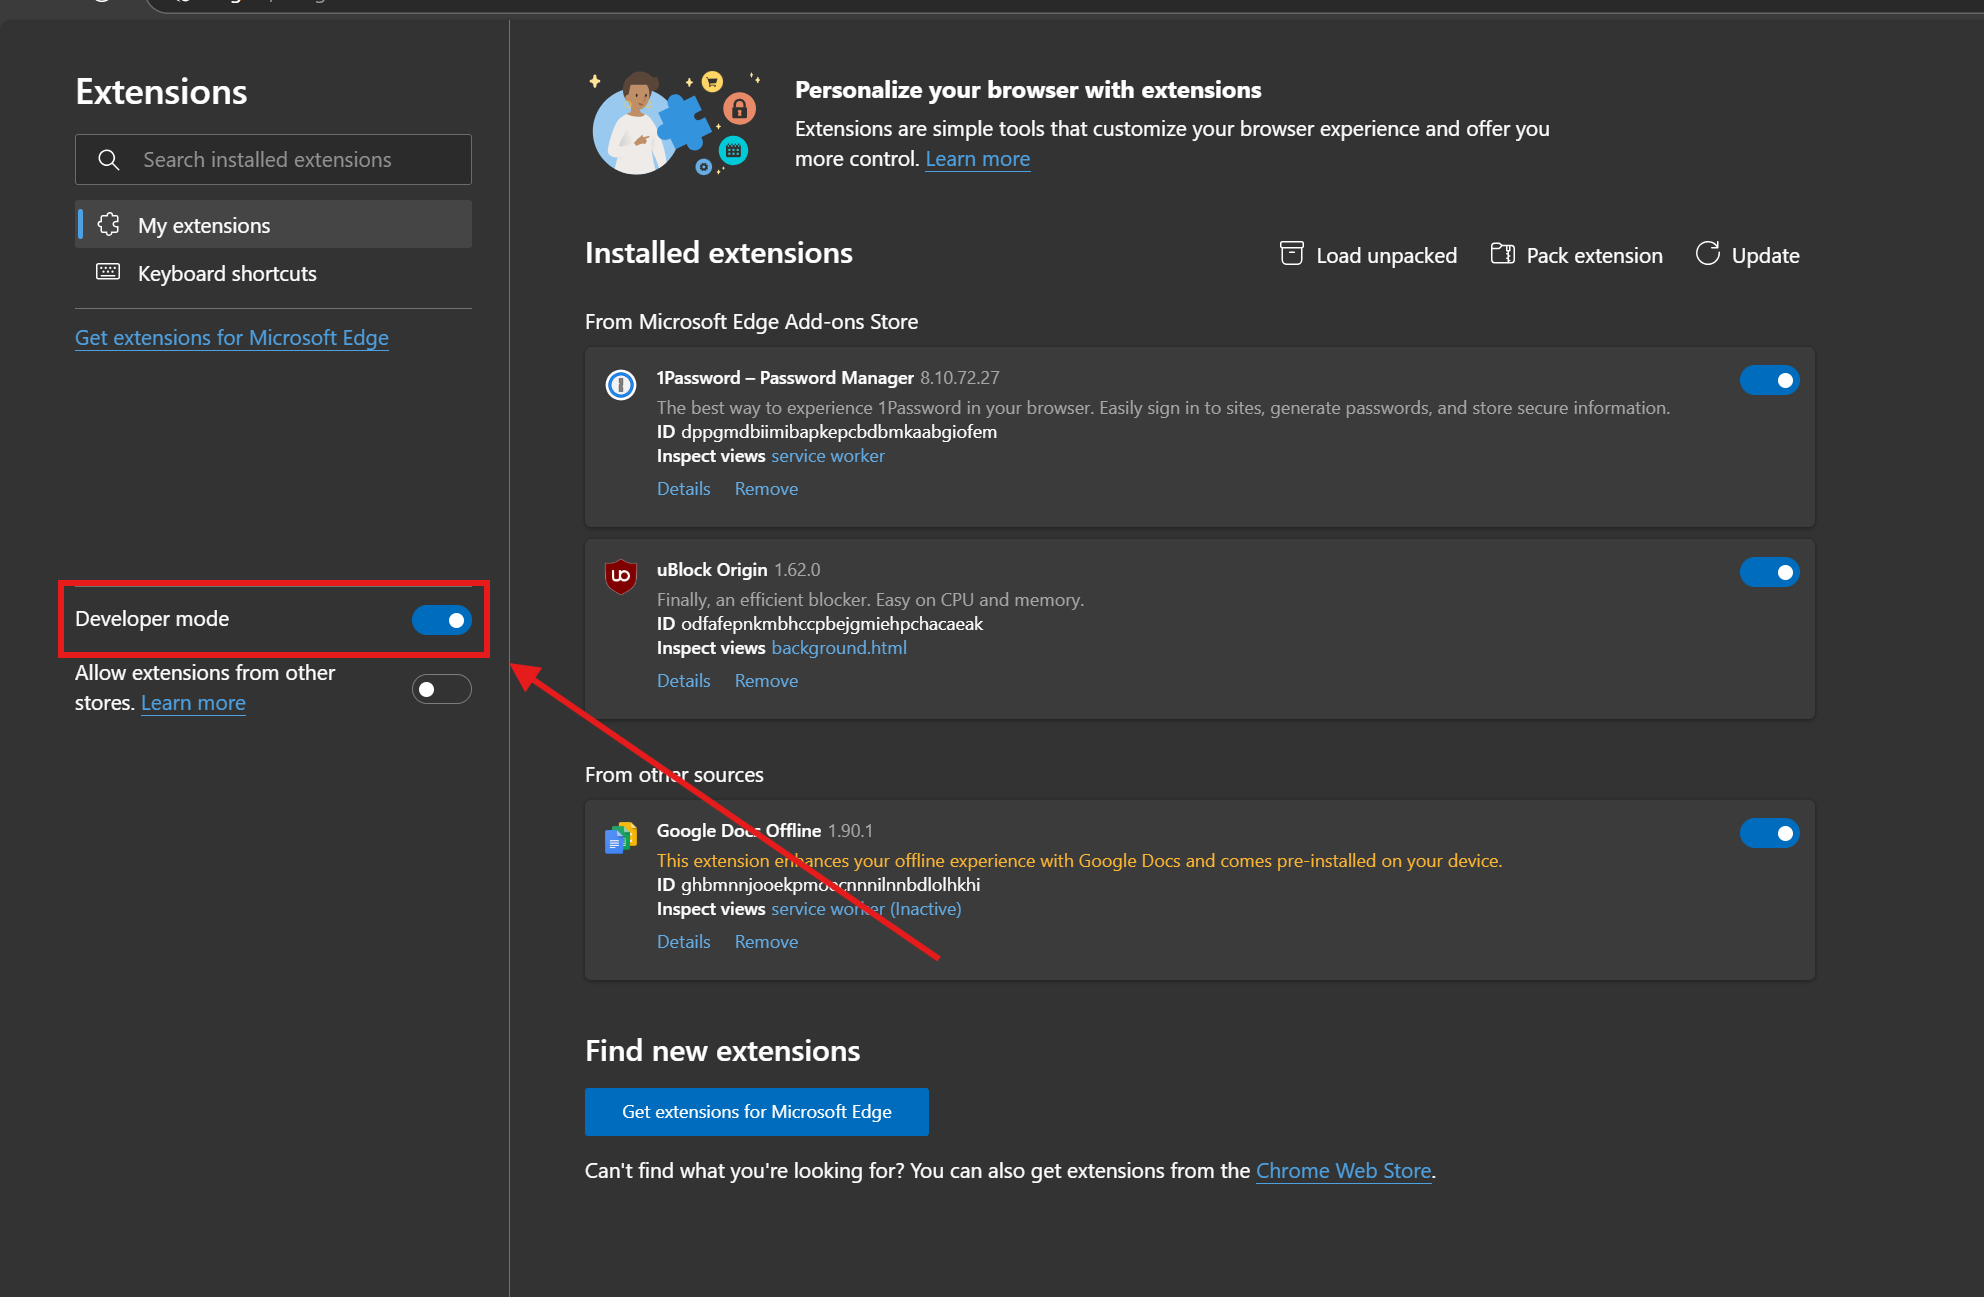 Extensions
Search installed extensions
My extensions
Keyboard shortcuts
Get extensions for Microsoft Edge
Developer mode
Allow extensions from other
stores. Learn more
Personalize your browser with extensions
Extensions are simple tools that customize your browser experience and offer you
more control. Learn more
Installed extensions
Load unpacked
Pack extension
Update
From Microsoft Edge Add-ons Store
1Password – Password Manager 8.10.72.27
The best way to experience 1Password in your browser. Easily sign in to sites, generate passwords, and store secure information.
ID dppgmdbiimibapkepcbdbmkaabgiofem
Inspect views service worker
Details Remove
uBlock Origin 1.62.0
Finally, an efficient blocker. Easy on CPU and memory.
ID odfafepnkmbhccpbejgmiehpchacaeak
Inspect views background.html
Details Remove
From other sources
Google Docs Offline 1.90.1
This extension enhances your offline experience with Google Docs and comes pre-installed on your device.
ID
Inspect views service worker (Inactive)
Details Remove
Find new extensions
Get extensions for Microsoft Edge
Can't find what you're looking for? You can also get extensions from the Chrome Web Store.